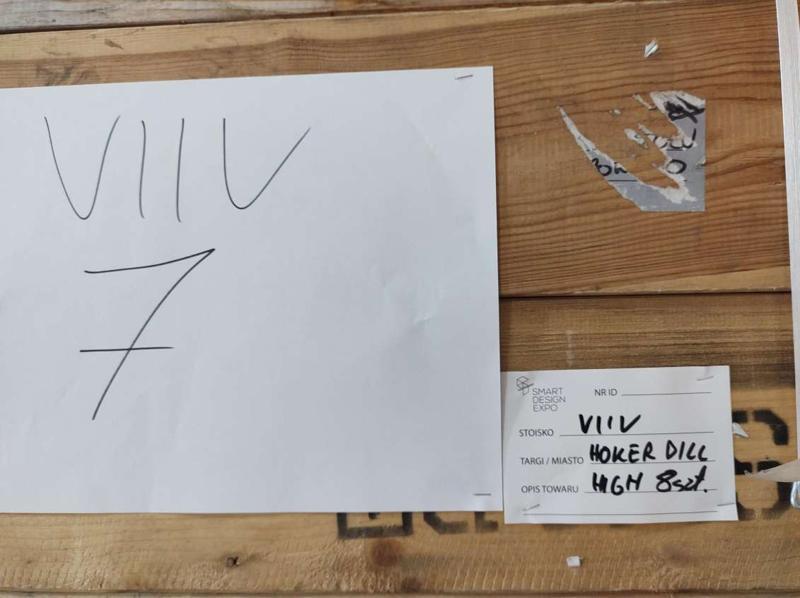 VIIV
7
SMART
DESIGN
EXPO
NR ID
STOISKO VIIV
TARGI / MIASTO HOKER DILL
OPIS TOWARU HIGH 8szt.